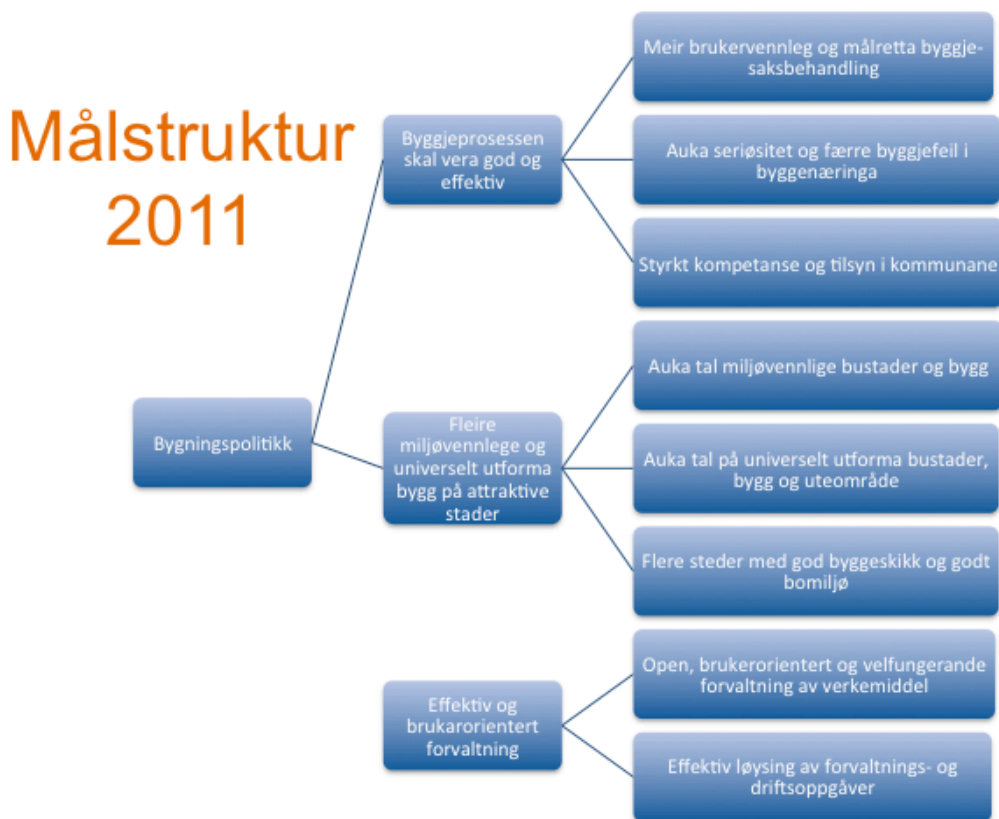 Målstruktur
2011
Bygningspolitikk
Byggjeprosessen
skal vera god og
effektiv
Meir brukervennleg og målretta byggje-
saksbehandling
Auka seriøsitet og færre byggjefeil i
byggenæringa
Styrkt kompetanse og tilsyn i kommunane
Fleire
miljøvennlege og
universelt utforma
bygg på attraktive
stader
Auka tal miljøvennlige bustader og bygg
Auka tal på universelt utforma bustader,
bygg og uteområde
Flere steder med god byggeskikk og godt
bomiljø
Effektiv og
brukarorientert
forvaltning
Open, brukerorientert og velfungerande
forvaltning av verkemiddel
Effektiv løysing av forvaltnings- og
driftsoppgåver